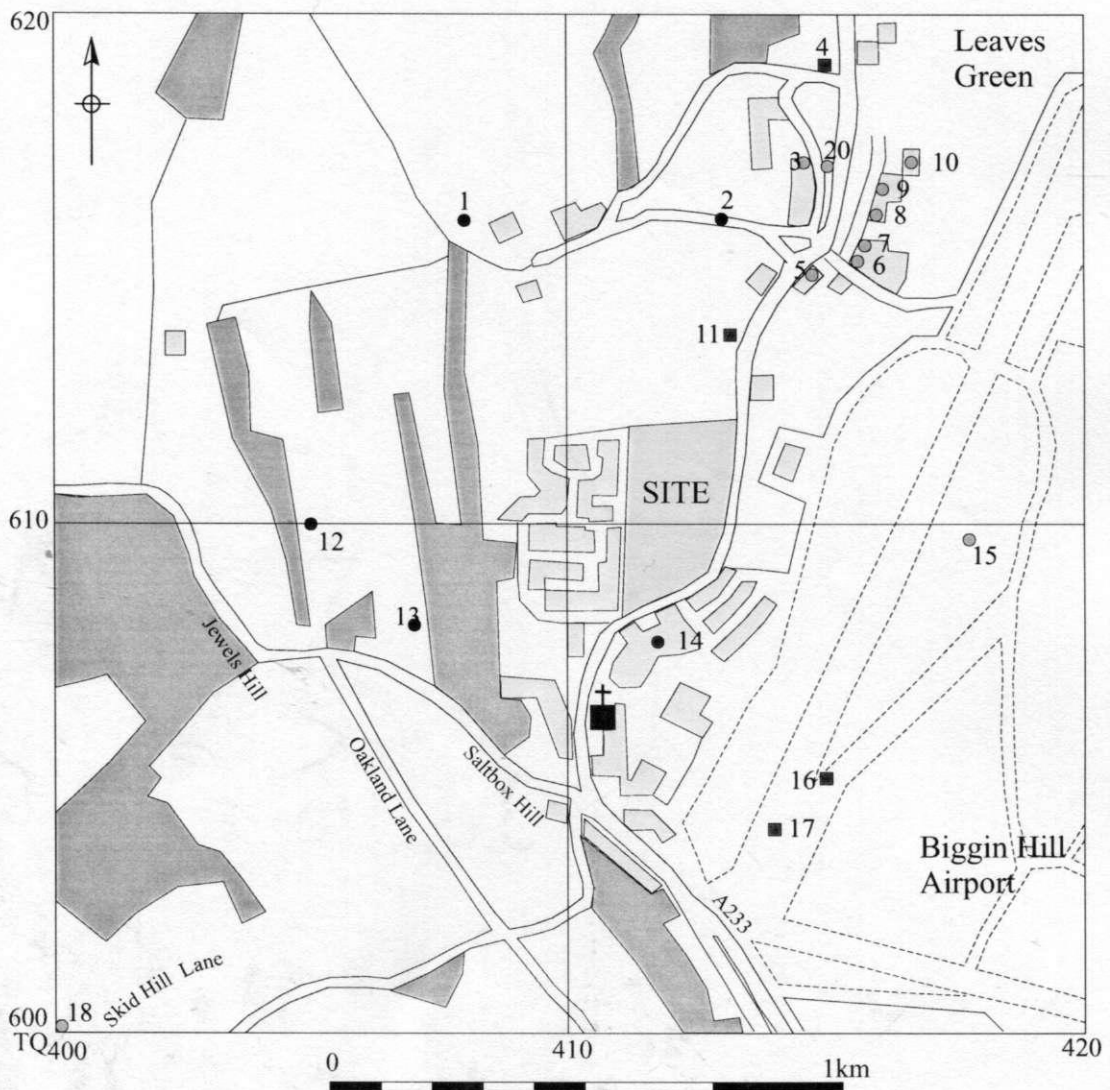 620
Leaves
Green
4
3
20
10
9
8
7
6
5
1
2
11
SITE
610
12
15
13
14
Jewels Hill
Oakland Lane
Saltbox Hill
16
17
Biggin Hill
Airport
A233
Skid Hill Lane
18
600
TQ
400
410
420
0
1km